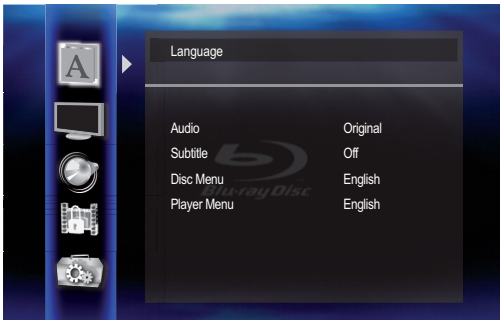 A
Language
Audio Original
Subtitle Off
Disc Menu English
Blu-ray Disc
Player Menu English